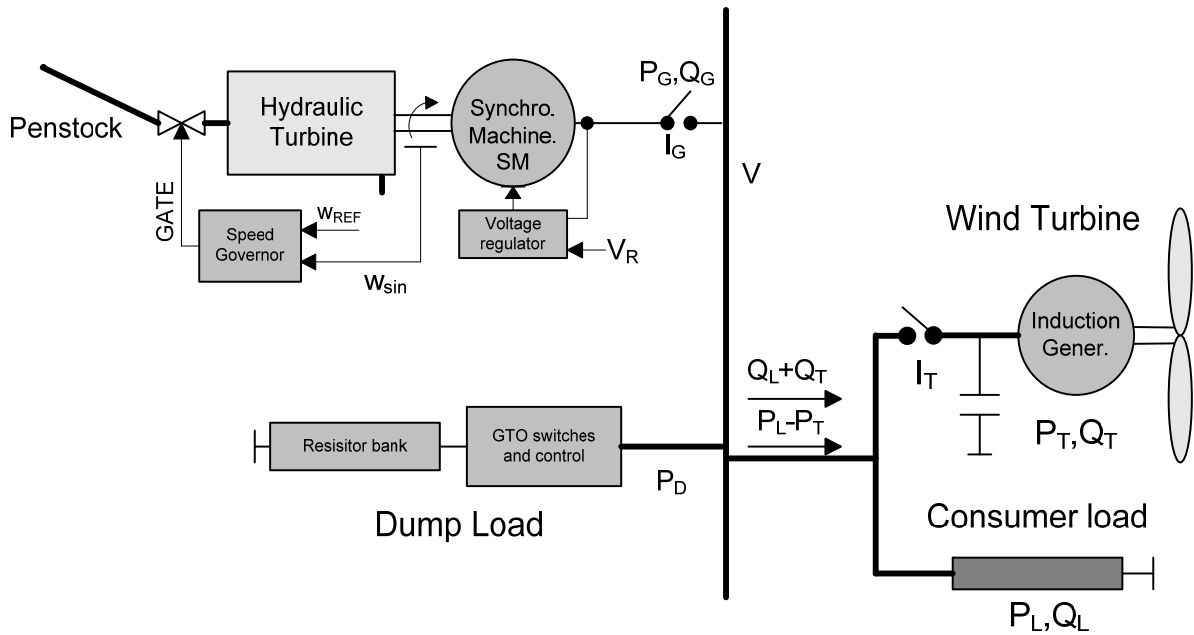 Penstock
Hydraulic
Turbine
Synchro.
Machine.
SM
P_G,Q_G
I_G
V
GATE
Speed
Governor
w_REF
w_sin
Voltage
regulator
V_R
Wind Turbine
Induction
Gener.
I_T
P_T,Q_T
Q_L+Q_T
P_L-P_T
Resisitor bank
GTO switches
and control
P_D
Dump Load
Consumer load
P_L,Q_L